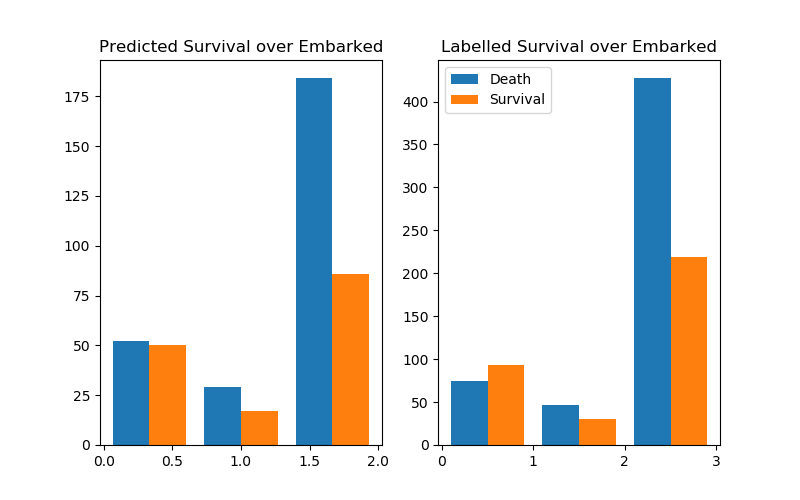 Predicted Survival over Embarked
175
150
125
100
75
50
25
0
0.0 0.5 1.0 1.5 2.0
Labelled Survival over Embarked
Death
Survival
400
350
300
250
200
150
100
50
0
0 1 2 3